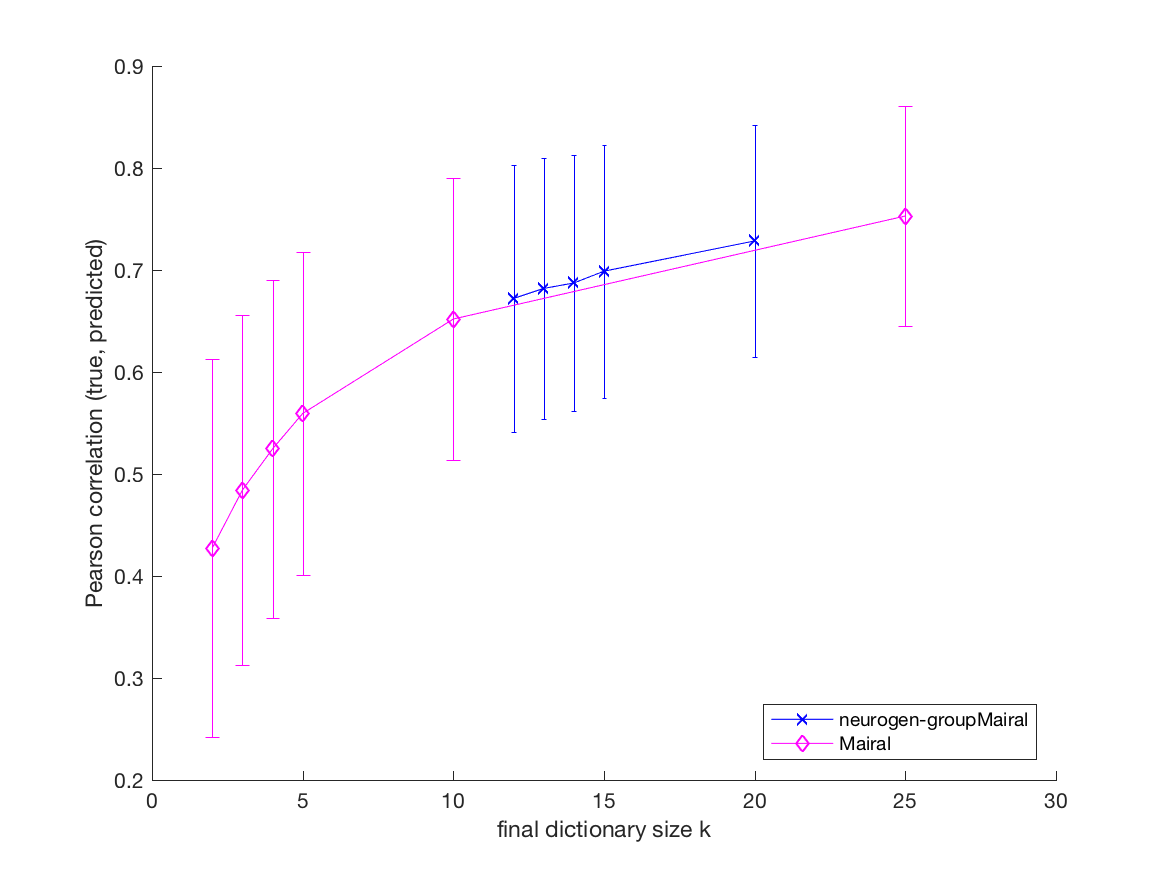 0.9
0.8
0.7
0.6
0.5
0.4
0.3
0.2
Pearson correlation (true, predicted)
0 5 10 15 20 25 30
final dictionary size k
neurogen-groupMairal
Mairal